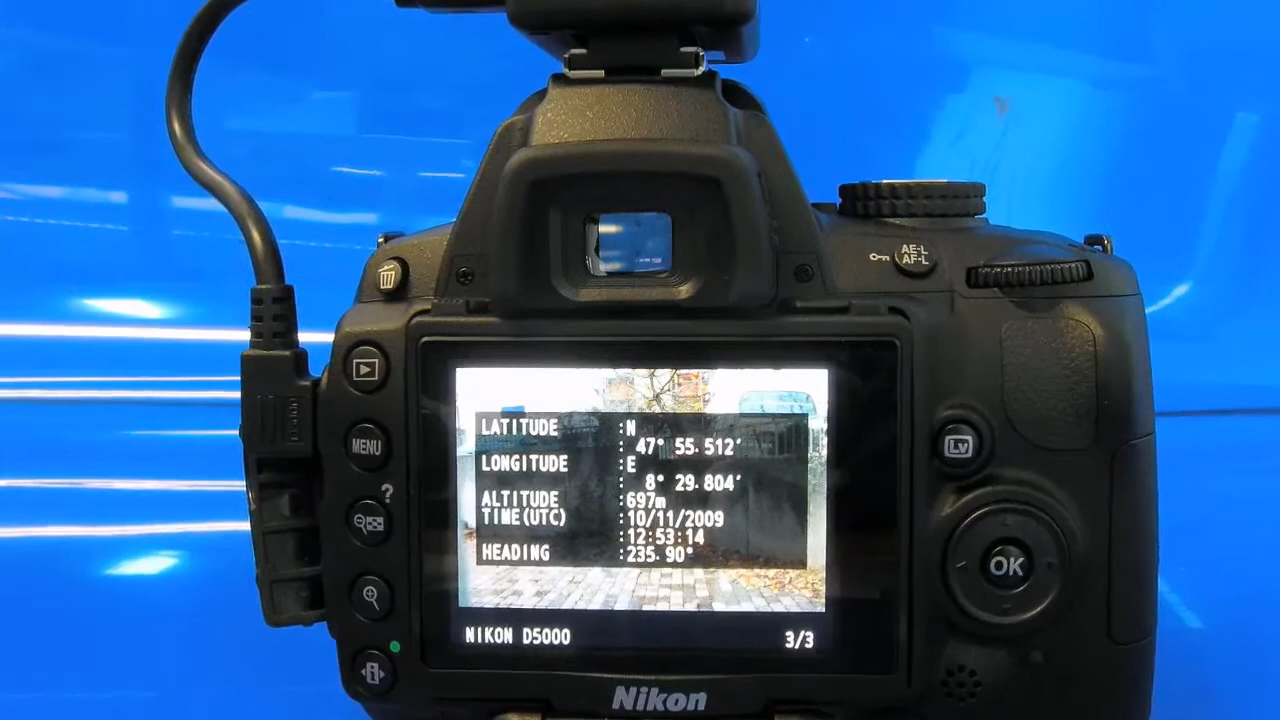 AE-L
AF-L
MENU
?
Lv
OK
LATITUDE :N
47° 55.512'
LONGITUDE :E
: 8° 29.804'
ALTITUDE :697m
TIME(UTC) :10/11/2009
:12:53:14
HEADING :235.90°
NIKON D5000 3/3
Nikon